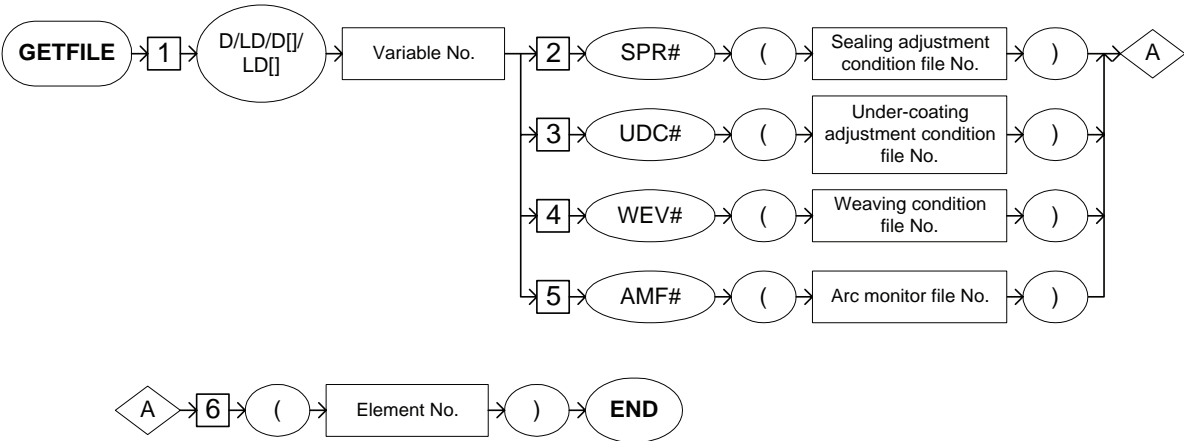 GETFILE 1 D/LD/D[]/
LD[] Variable No. 2 SPR# ( Sealing adjustment
condition file No. ) A
3 UDC# ( Under-coating
adjustment condition
file No. )
4 WEV# ( Weaving condition
file No. )
5 AMF# ( Arc monitor file No. )
A 6 ( Element No. ) END